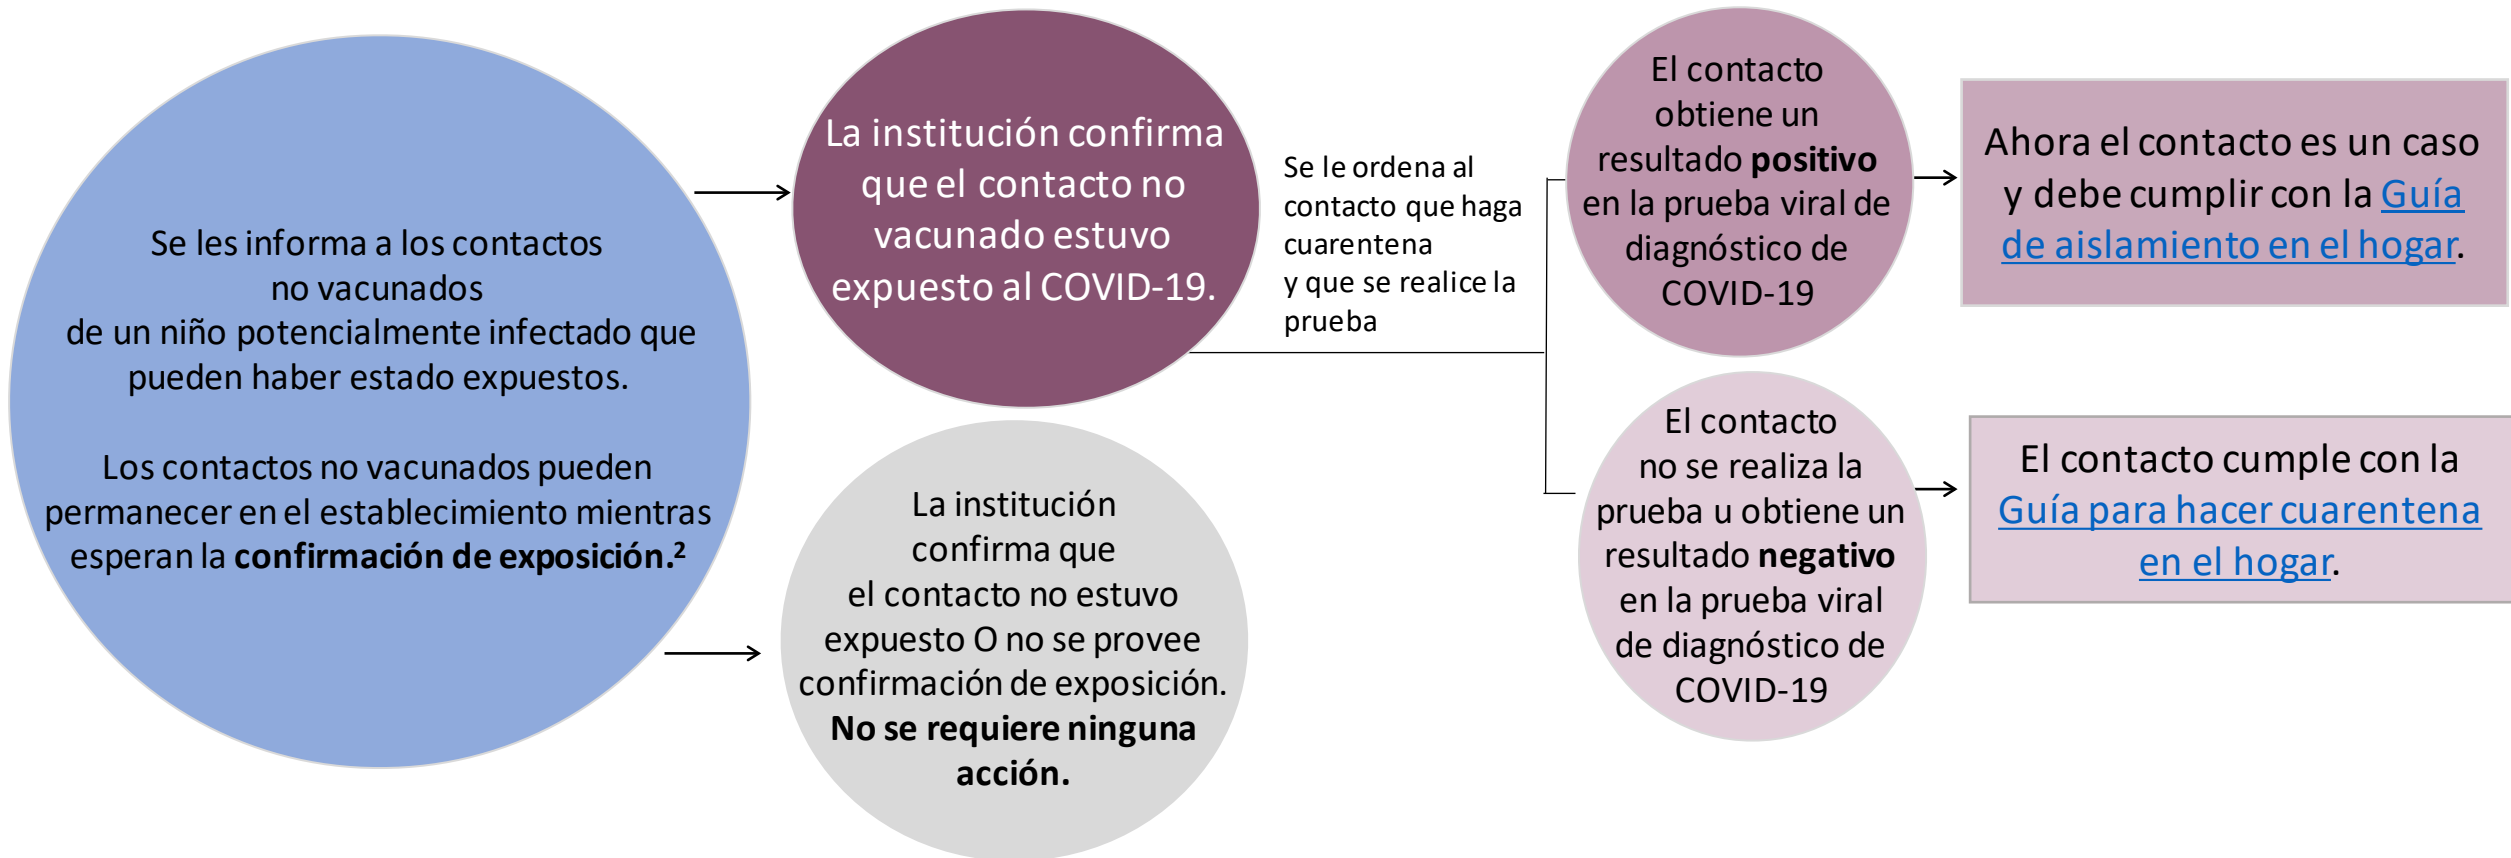 Se les informa a los contactos
no vacunados
de un niño potencialmente infectado que
pueden haber estado expuestos.
Los contactos no vacunados pueden
permanecer en el establecimiento mientras
esperan la confirmación de exposición.²
La institución confirma
que el contacto no
vacunado estuvo
expuesto al COVID-19.
La institución
confirma que
el contacto no estuvo
expuesto O no se provee
confirmación de exposición.
No se requiere ninguna
acción.
Se le ordena al
contacto que haga
cuarentena
y que se realice la
prueba
El contacto
obtiene un
resultado positivo
en la prueba viral de
diagnóstico de
COVID-19
Ahora el contacto es un caso
y debe cumplir con la Guía
de aislamiento en el hogar.
El contacto
no se realiza la
prueba u obtiene un
resultado negativo
en la prueba viral
de diagnóstico de
COVID-19
El contacto cumple con la
Guía para hacer cuarentena
en el hogar.